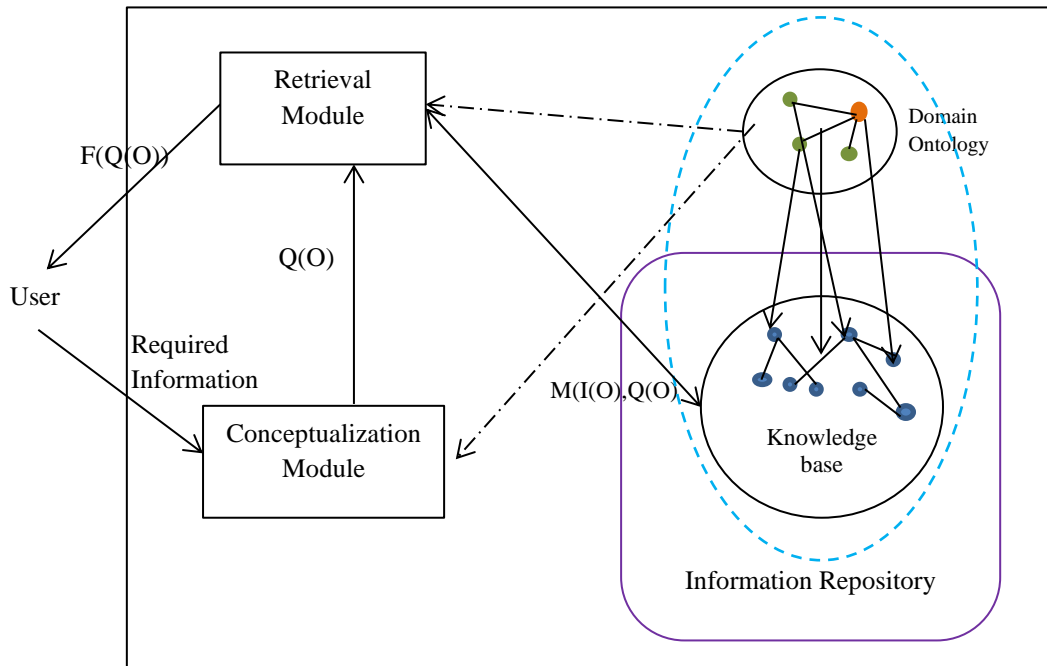 Retrieval
Module
Domain
Ontology
F(Q(O))
Q(O)
User
Required
Information
M(I(O),Q(O)
Conceptualization
Module
Knowledge
base
Information Repository